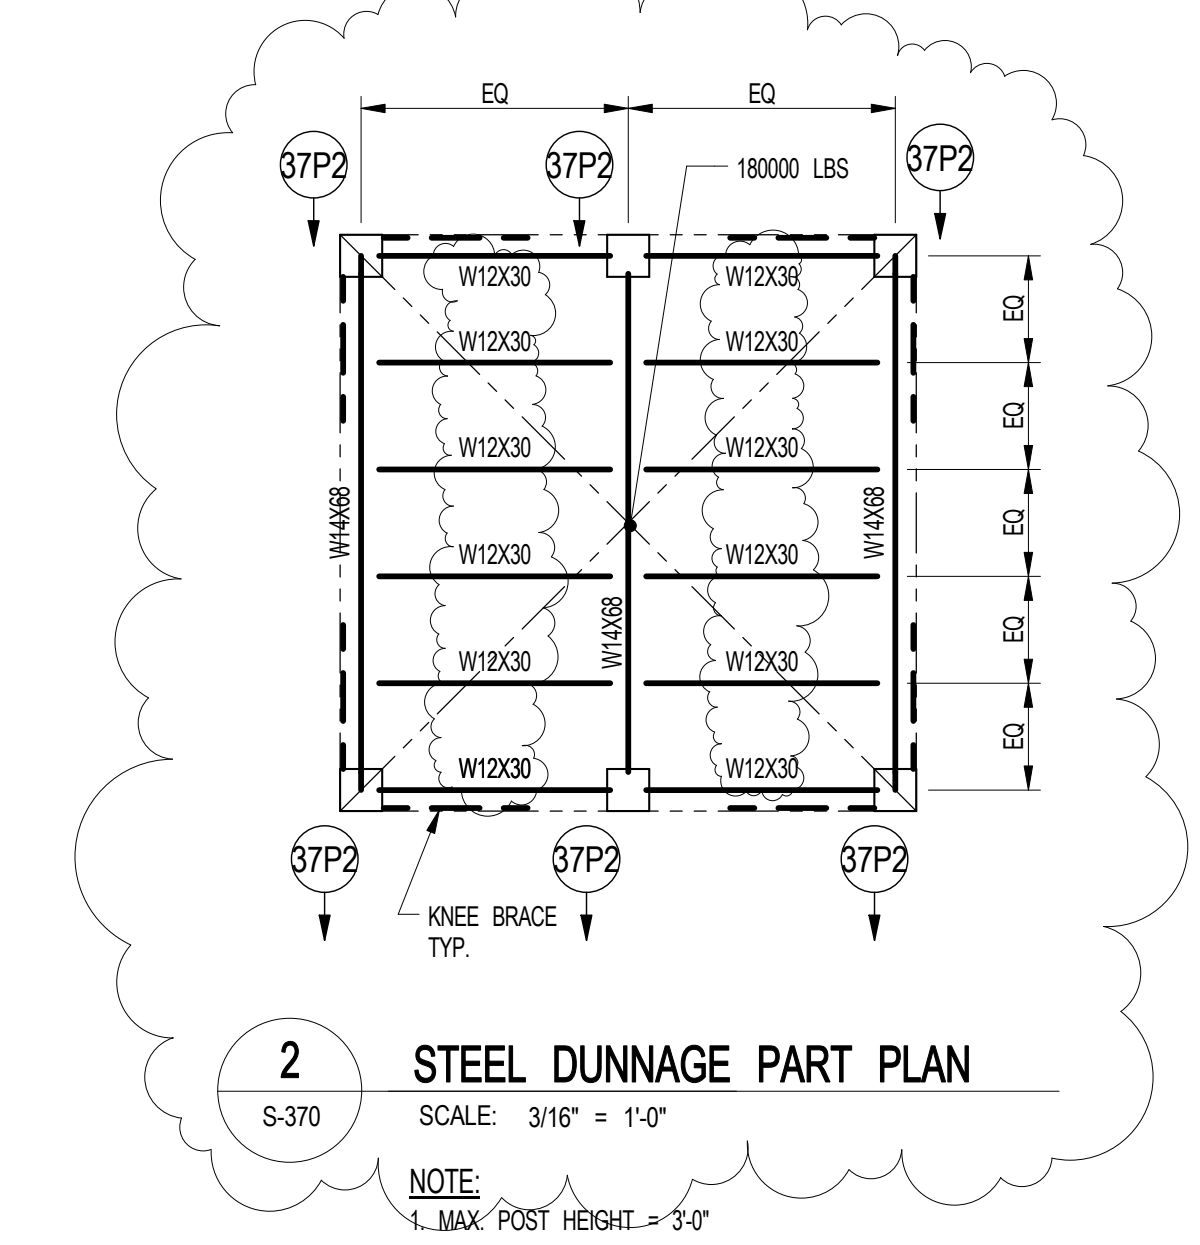 EQ EQ
37P2 37P2 37P2
180000 LBS
W12X30 W12X30
EQ
W12X30 W12X30
EQ
W12X30 W12X30
W14X68 W14X68
EQ
W12X30 W12X30
W14X68
EQ
W12X30 W12X30
EQ
W12X30 W12X30
37P2 37P2 37P2
KNEE BRACE
TYP.
2
S-370
STEEL DUNNAGE PART PLAN
SCALE: 3/16" = 1'-0"
NOTE:
1. MAX. POST HEIGHT = 3'-0"